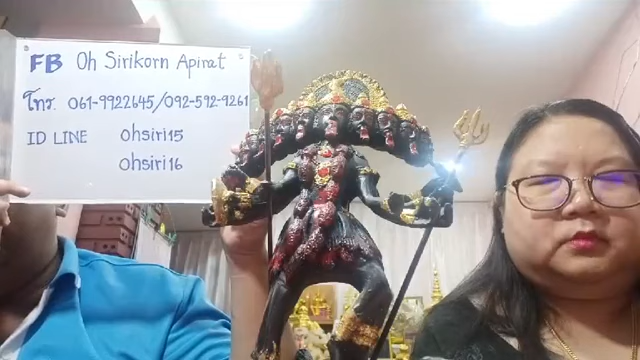 FB Oh Sirikorn Apirat
โทร. 061-9922645/092-592-9261
ID LINE ohsiri15
ohsiri16